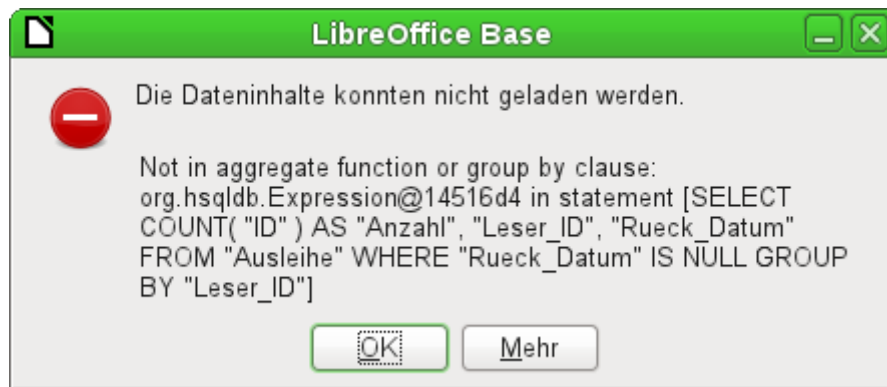 LibreOffice Base
Die Dateninhalte konnten nicht geladen werden.
Not in aggregate function or group by clause:
org.hsqldb.Expression@14516d4 in statement [SELECT
COUNT( "ID" ) AS "Anzahl", "Leser_ID", "Rueck_Datum"
FROM "Ausleihe" WHERE "Rueck_Datum" IS NULL GROUP
BY "Leser_ID"]
OK Mehr